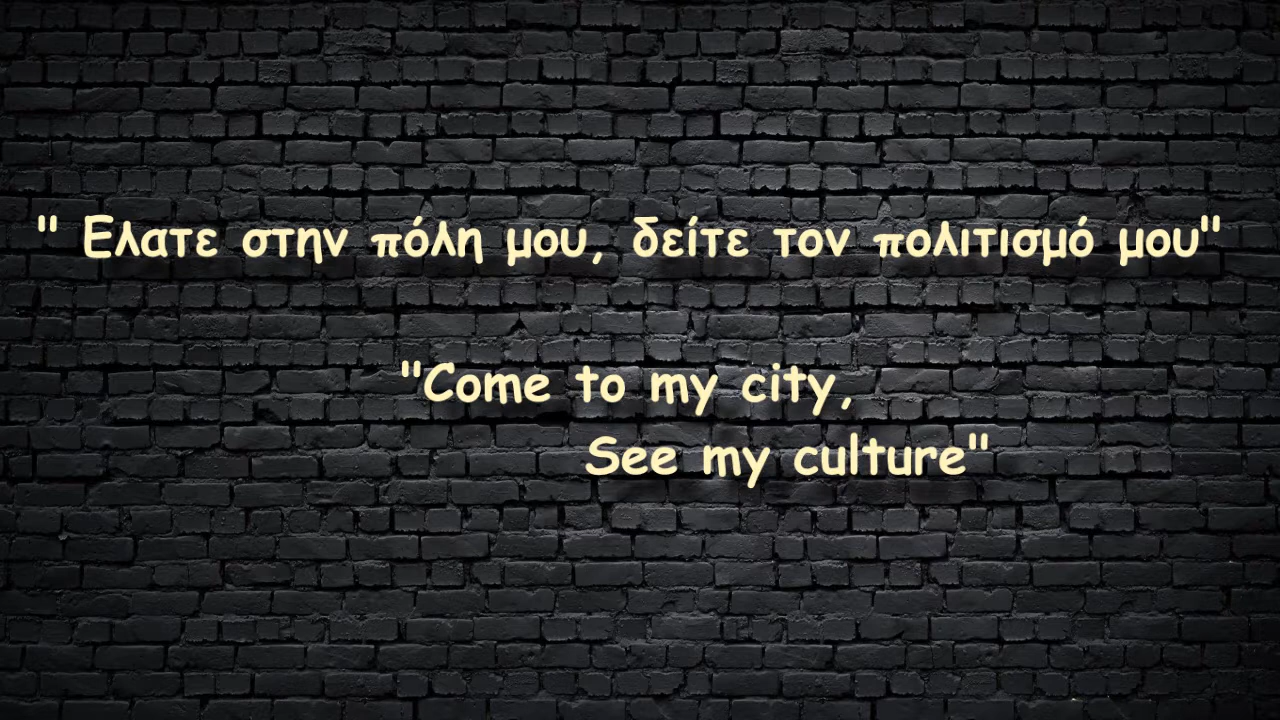 " Ελατε στην πόλη μου, δείτε τον πολιτισμό μου"
"Come to my city,
See my culture"